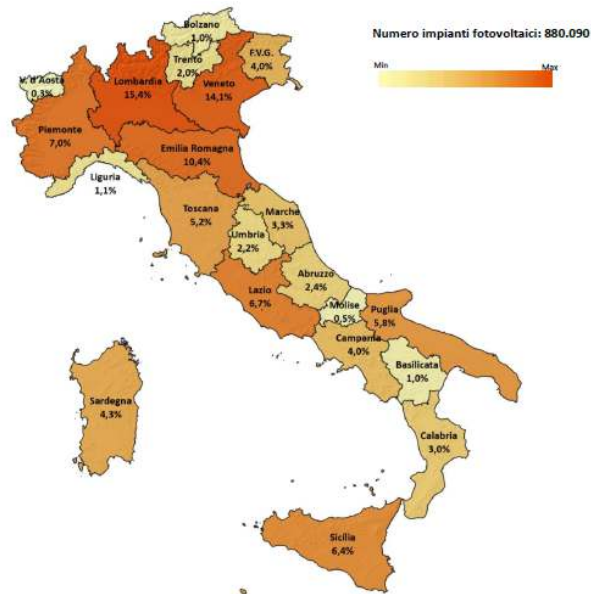 Numero impianti fotovoltaici: 880.090
Min
Max
Bolzano
1,0%
Trento
2,0%
F.V.G.
4,0%
V. d'Aosta
0,3%
Lombardia
15,4%
Veneto
14,1%
Piemonte
7,0%
Emilia Romagna
10,4%
Liguria
1,1%
Toscana
5,2%
Marche
3,3%
Umbria
2,2%
Abruzzo
2,4%
Lazio
6,7%
Molise
0,5%
Puglia
5,8%
Campania
4,0%
Basilicata
1,0%
Sardegna
4,3%
Calabria
3,0%
Sicilia
6,4%